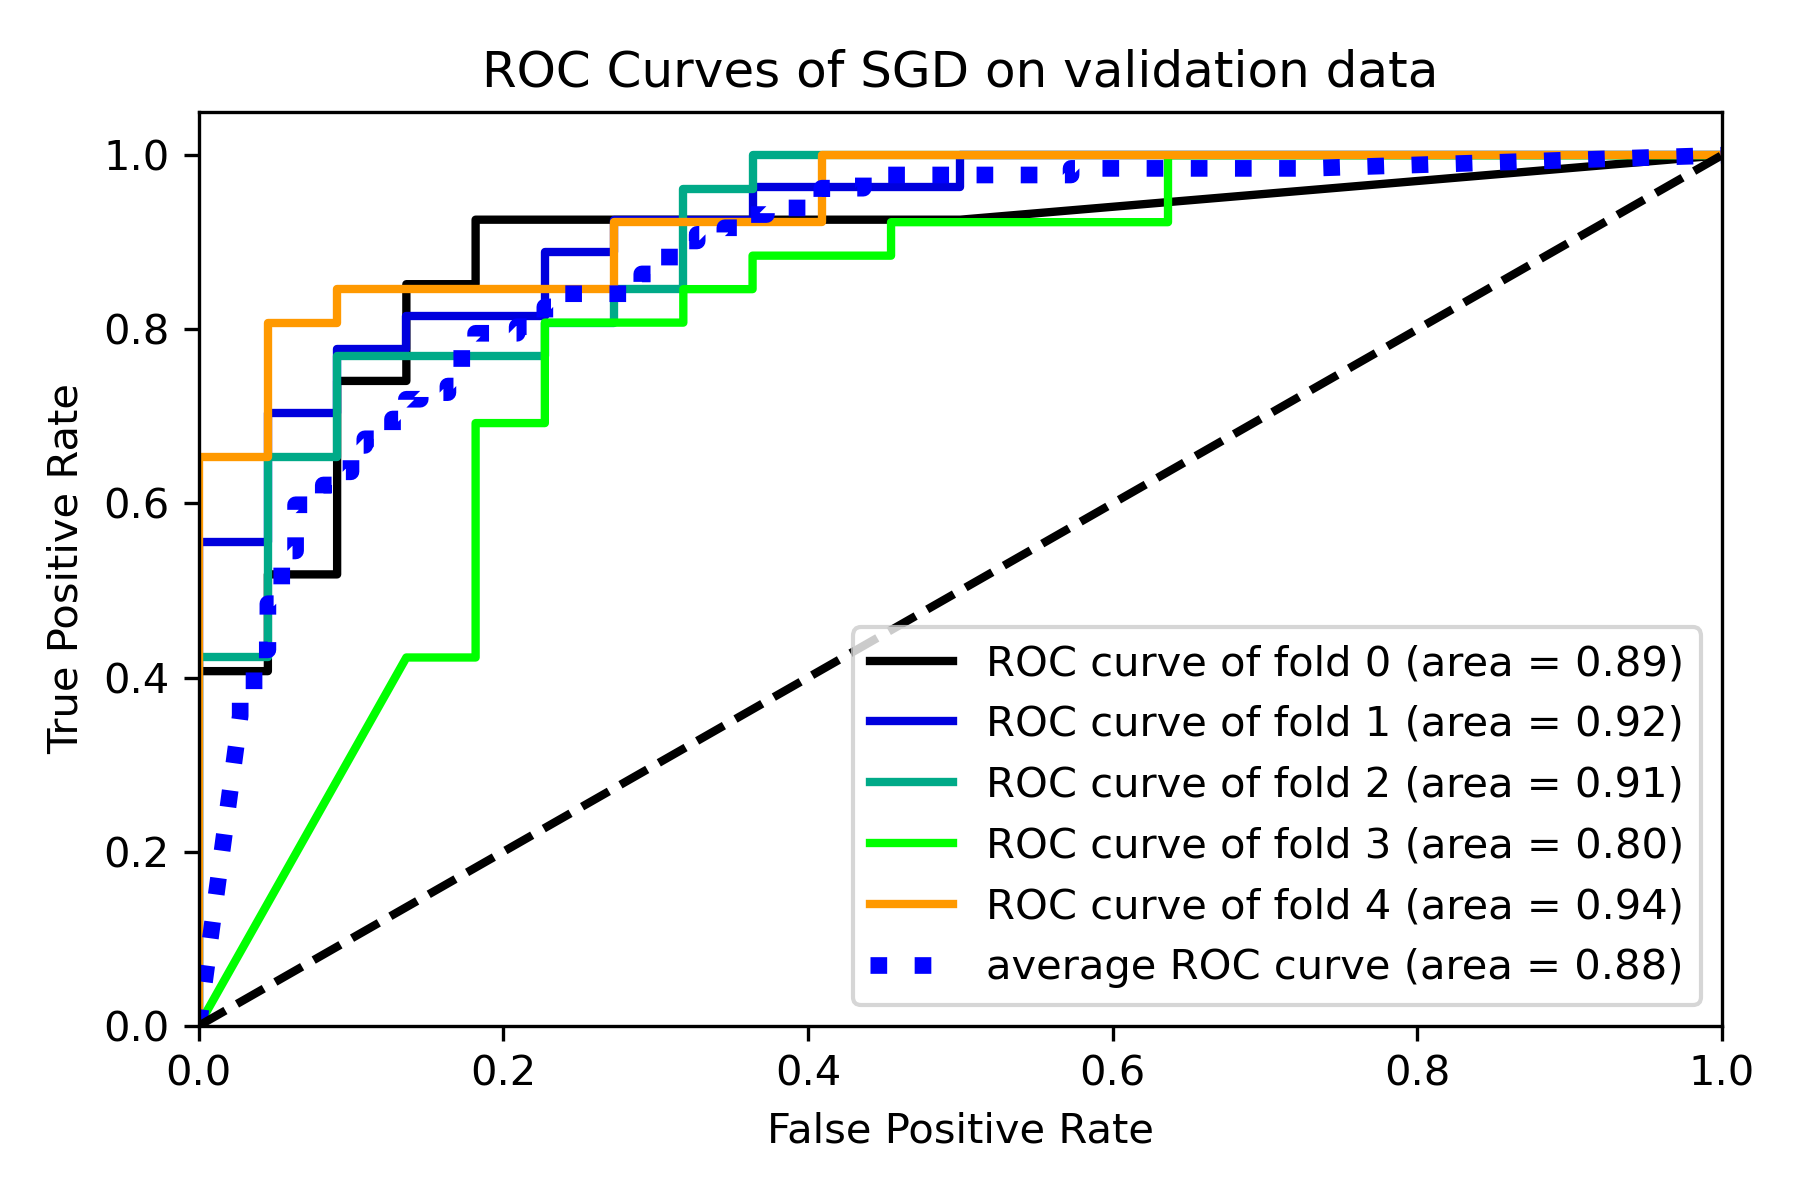 ROC Curves of SGD on validation data
True Positive Rate
1.0
0.8
0.6
0.4
0.2
0.0
0.0 0.2 0.4 0.6 0.8 1.0
False Positive Rate
ROC curve of fold 0 (area = 0.89)
ROC curve of fold 1 (area = 0.92)
ROC curve of fold 2 (area = 0.91)
ROC curve of fold 3 (area = 0.80)
ROC curve of fold 4 (area = 0.94)
average ROC curve (area = 0.88)